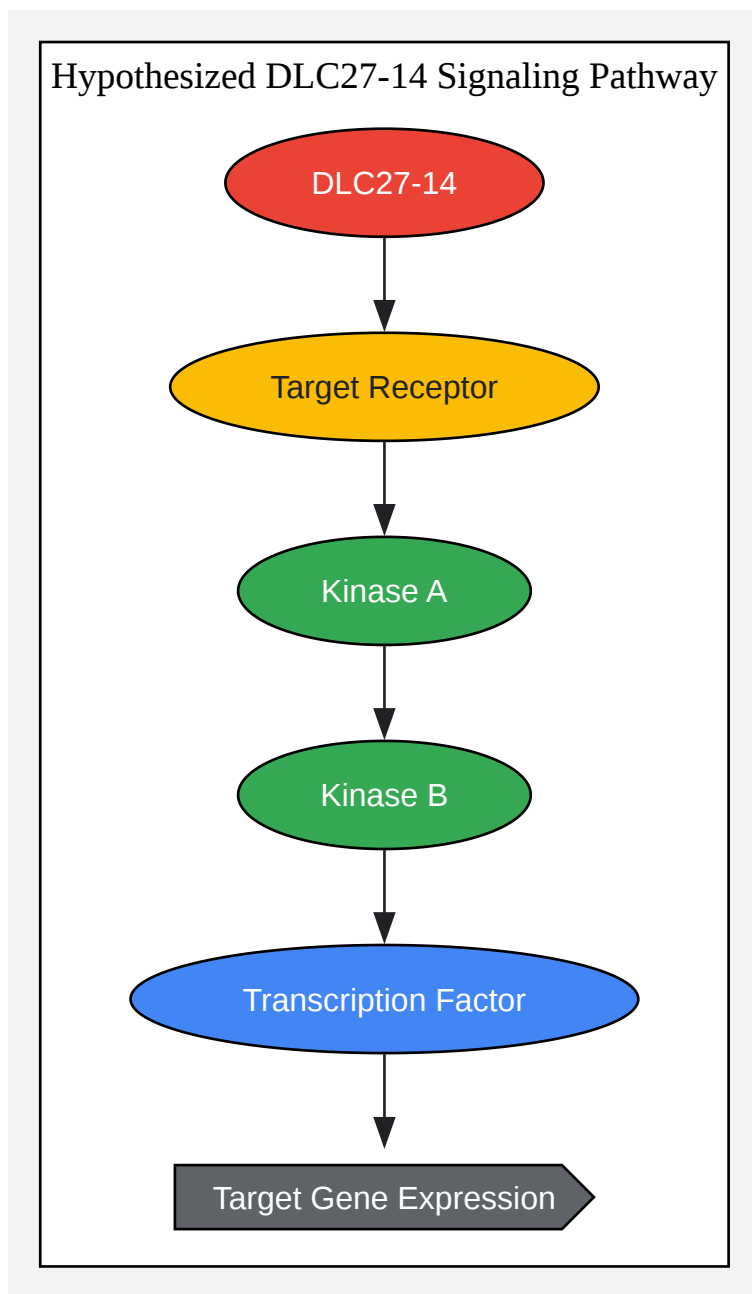 Hypothesized DLC27-14 Signaling Pathway
DLC27-14
Target Receptor
Kinase A
Kinase B
Transcription Factor
Target Gene Expression